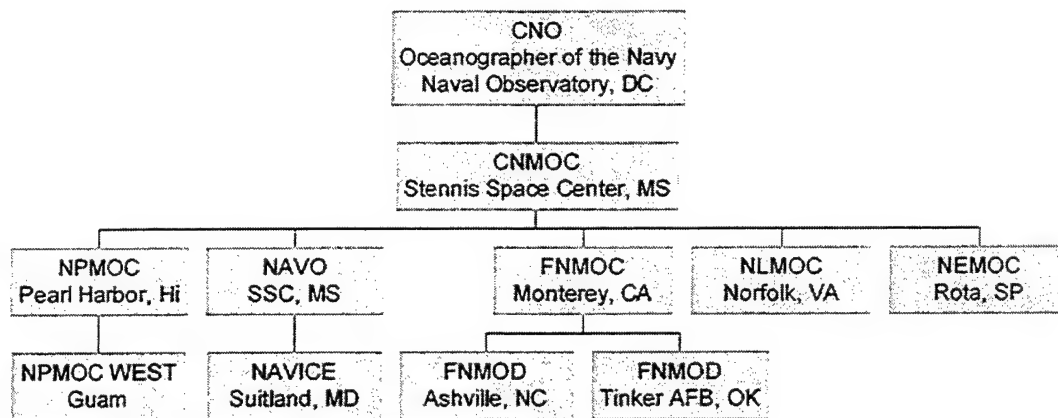 CNO
Oceanographer of the Navy
Naval Observatory, DC
CNMOC
Stennis Space Center, MS
NPMOC
Pearl Harbor, Hi
NAVO
SSC, MS
FNMOC
Monterey, CA
NLMOC
Norfolk, VA
NEMOC
Rota, SP
NPMOC WEST
Guam
NAVICE
Suitland, MD
FNMOD
Ashville, NC
FNMOD
Tinker AFB, OK